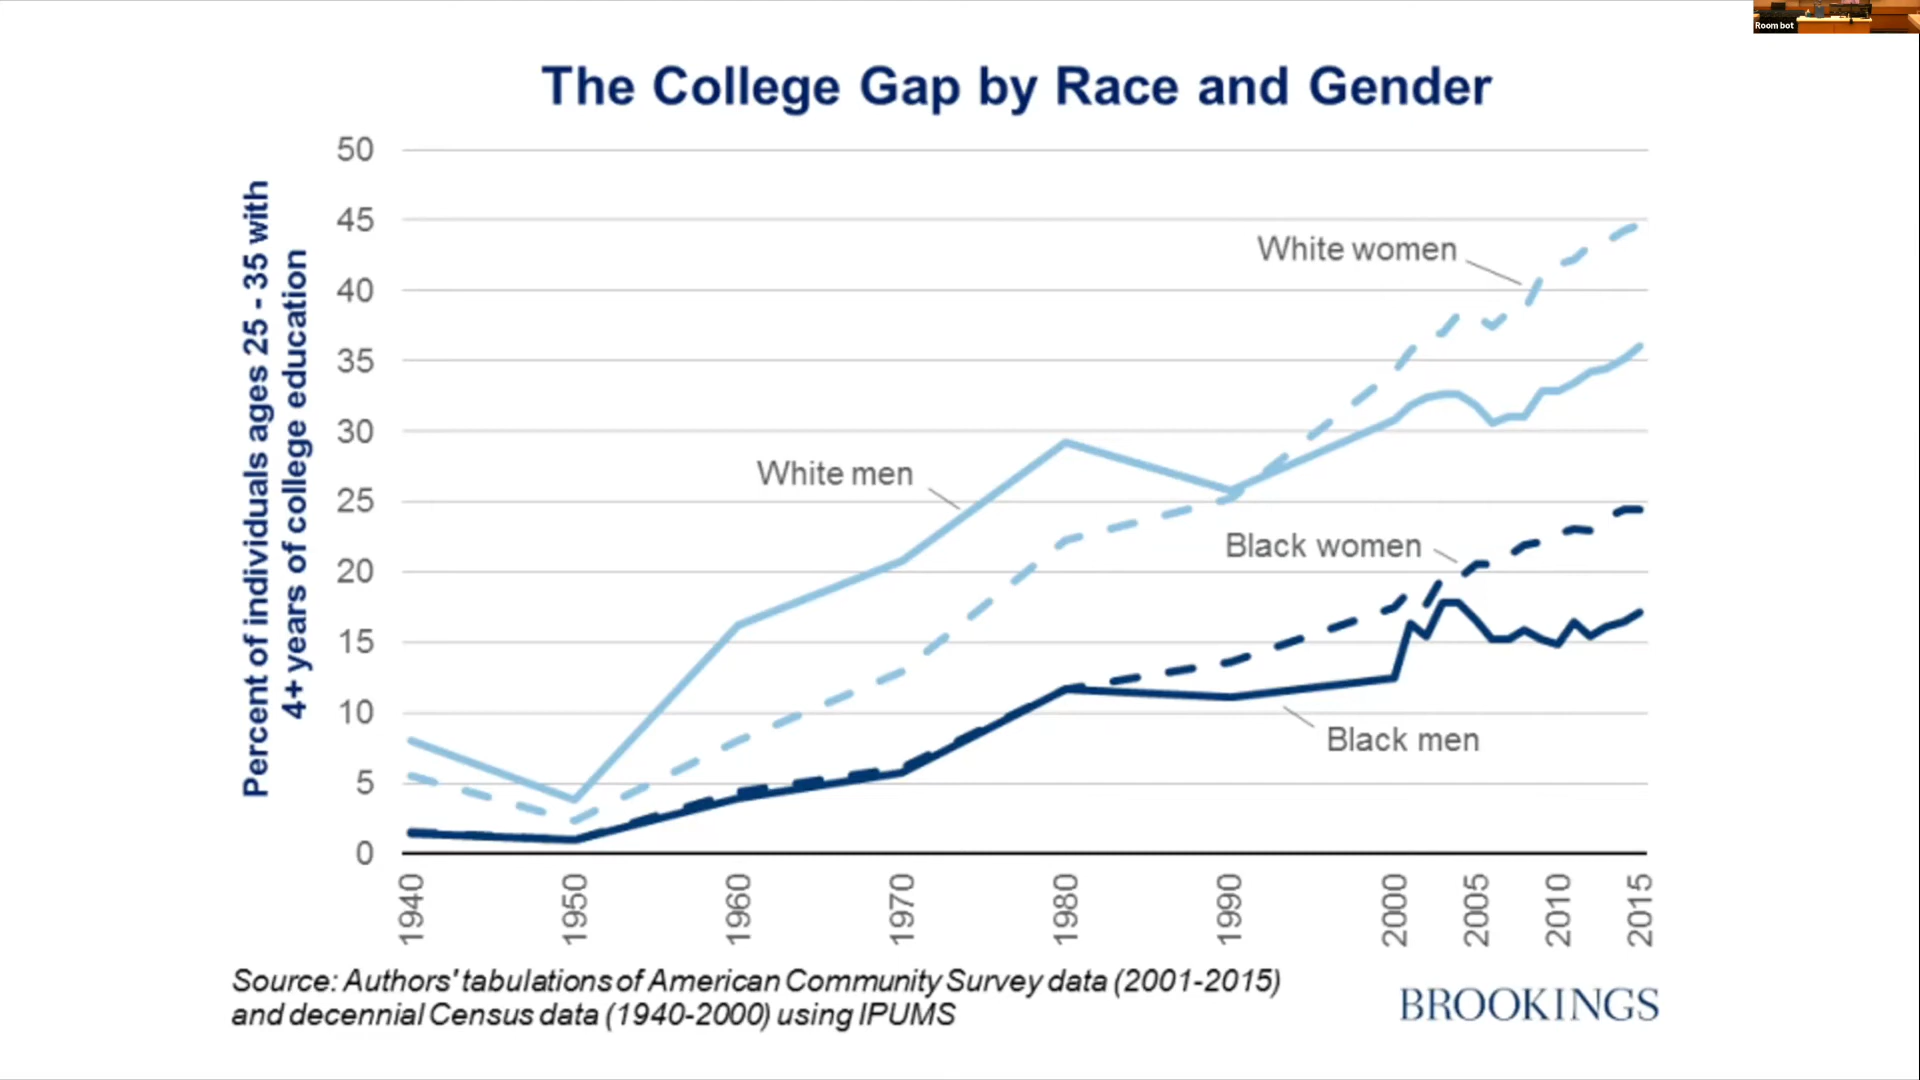 Room bot
The College Gap by Race and Gender
Percent of individuals ages 25 - 35 with
4+ years of college education
50
45
40
35
30
25
20
15
10
5
0
White women
White men
Black women
Black men
1940
1950
1960
1970
1980
1990
2000
2005
2010
2015
Source: Authors' tabulations of American Community Survey data (2001-2015)
and decennial Census data (1940-2000) using IPUMS
BROOKINGS